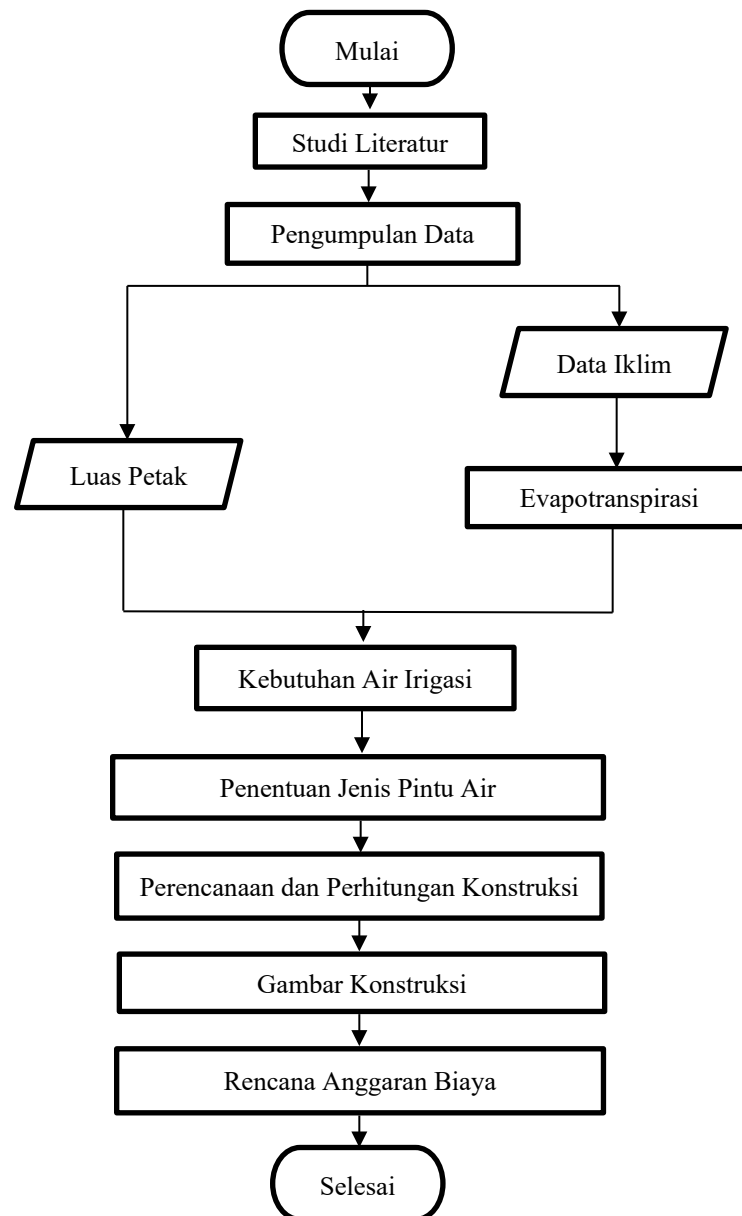 Mulai
Studi Literatur
Pengumpulan Data
Data Iklim
Luas Petak
Evapotranspirasi
Kebutuhan Air Irigasi
Penentuan Jenis Pintu Air
Perencanaan dan Perhitungan Konstruksi
Gambar Konstruksi
Rencana Anggaran Biaya
Selesai